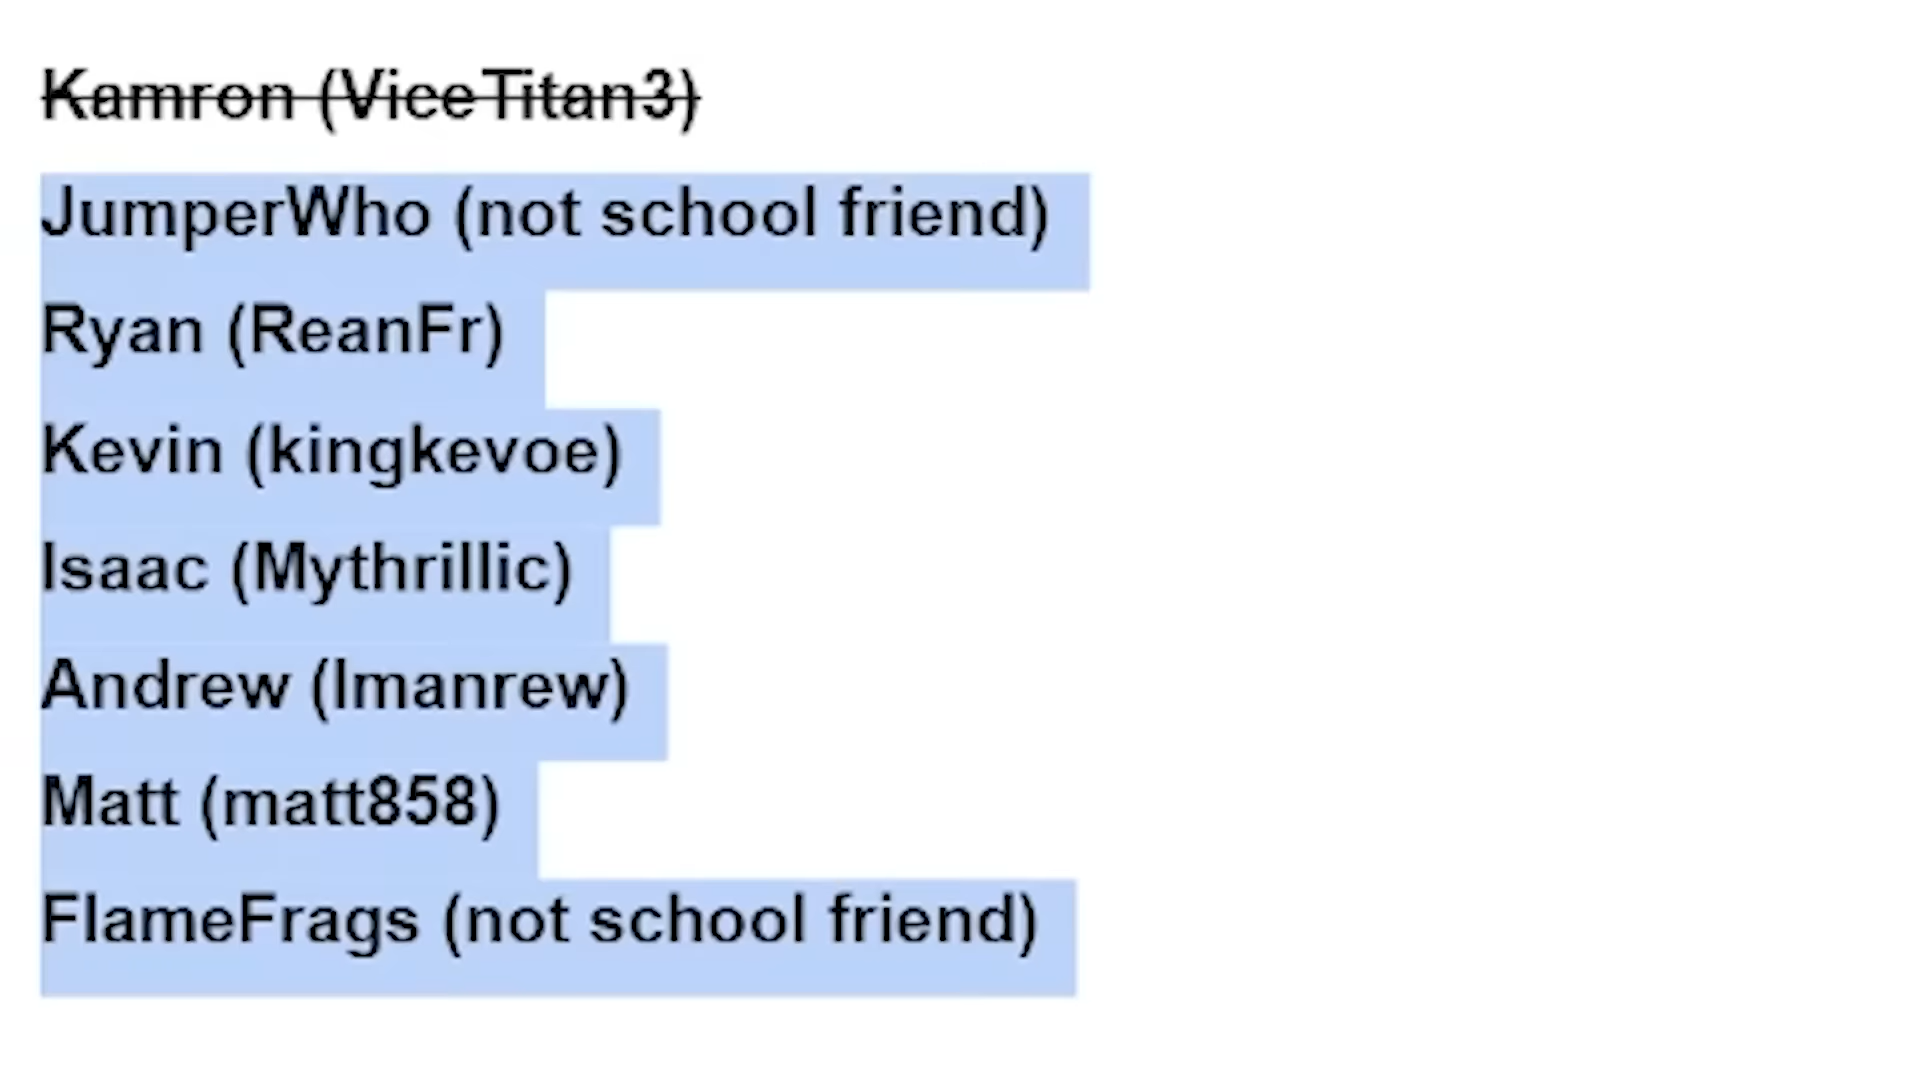 Kamron (ViceTitan3)
JumperWho (not school friend)
Ryan (ReanFr)
Kevin (kingkevoe)
Isaac (Mythrillic)
Andrew (Imanrew)
Matt (matt858)
FlameFrags (not school friend)